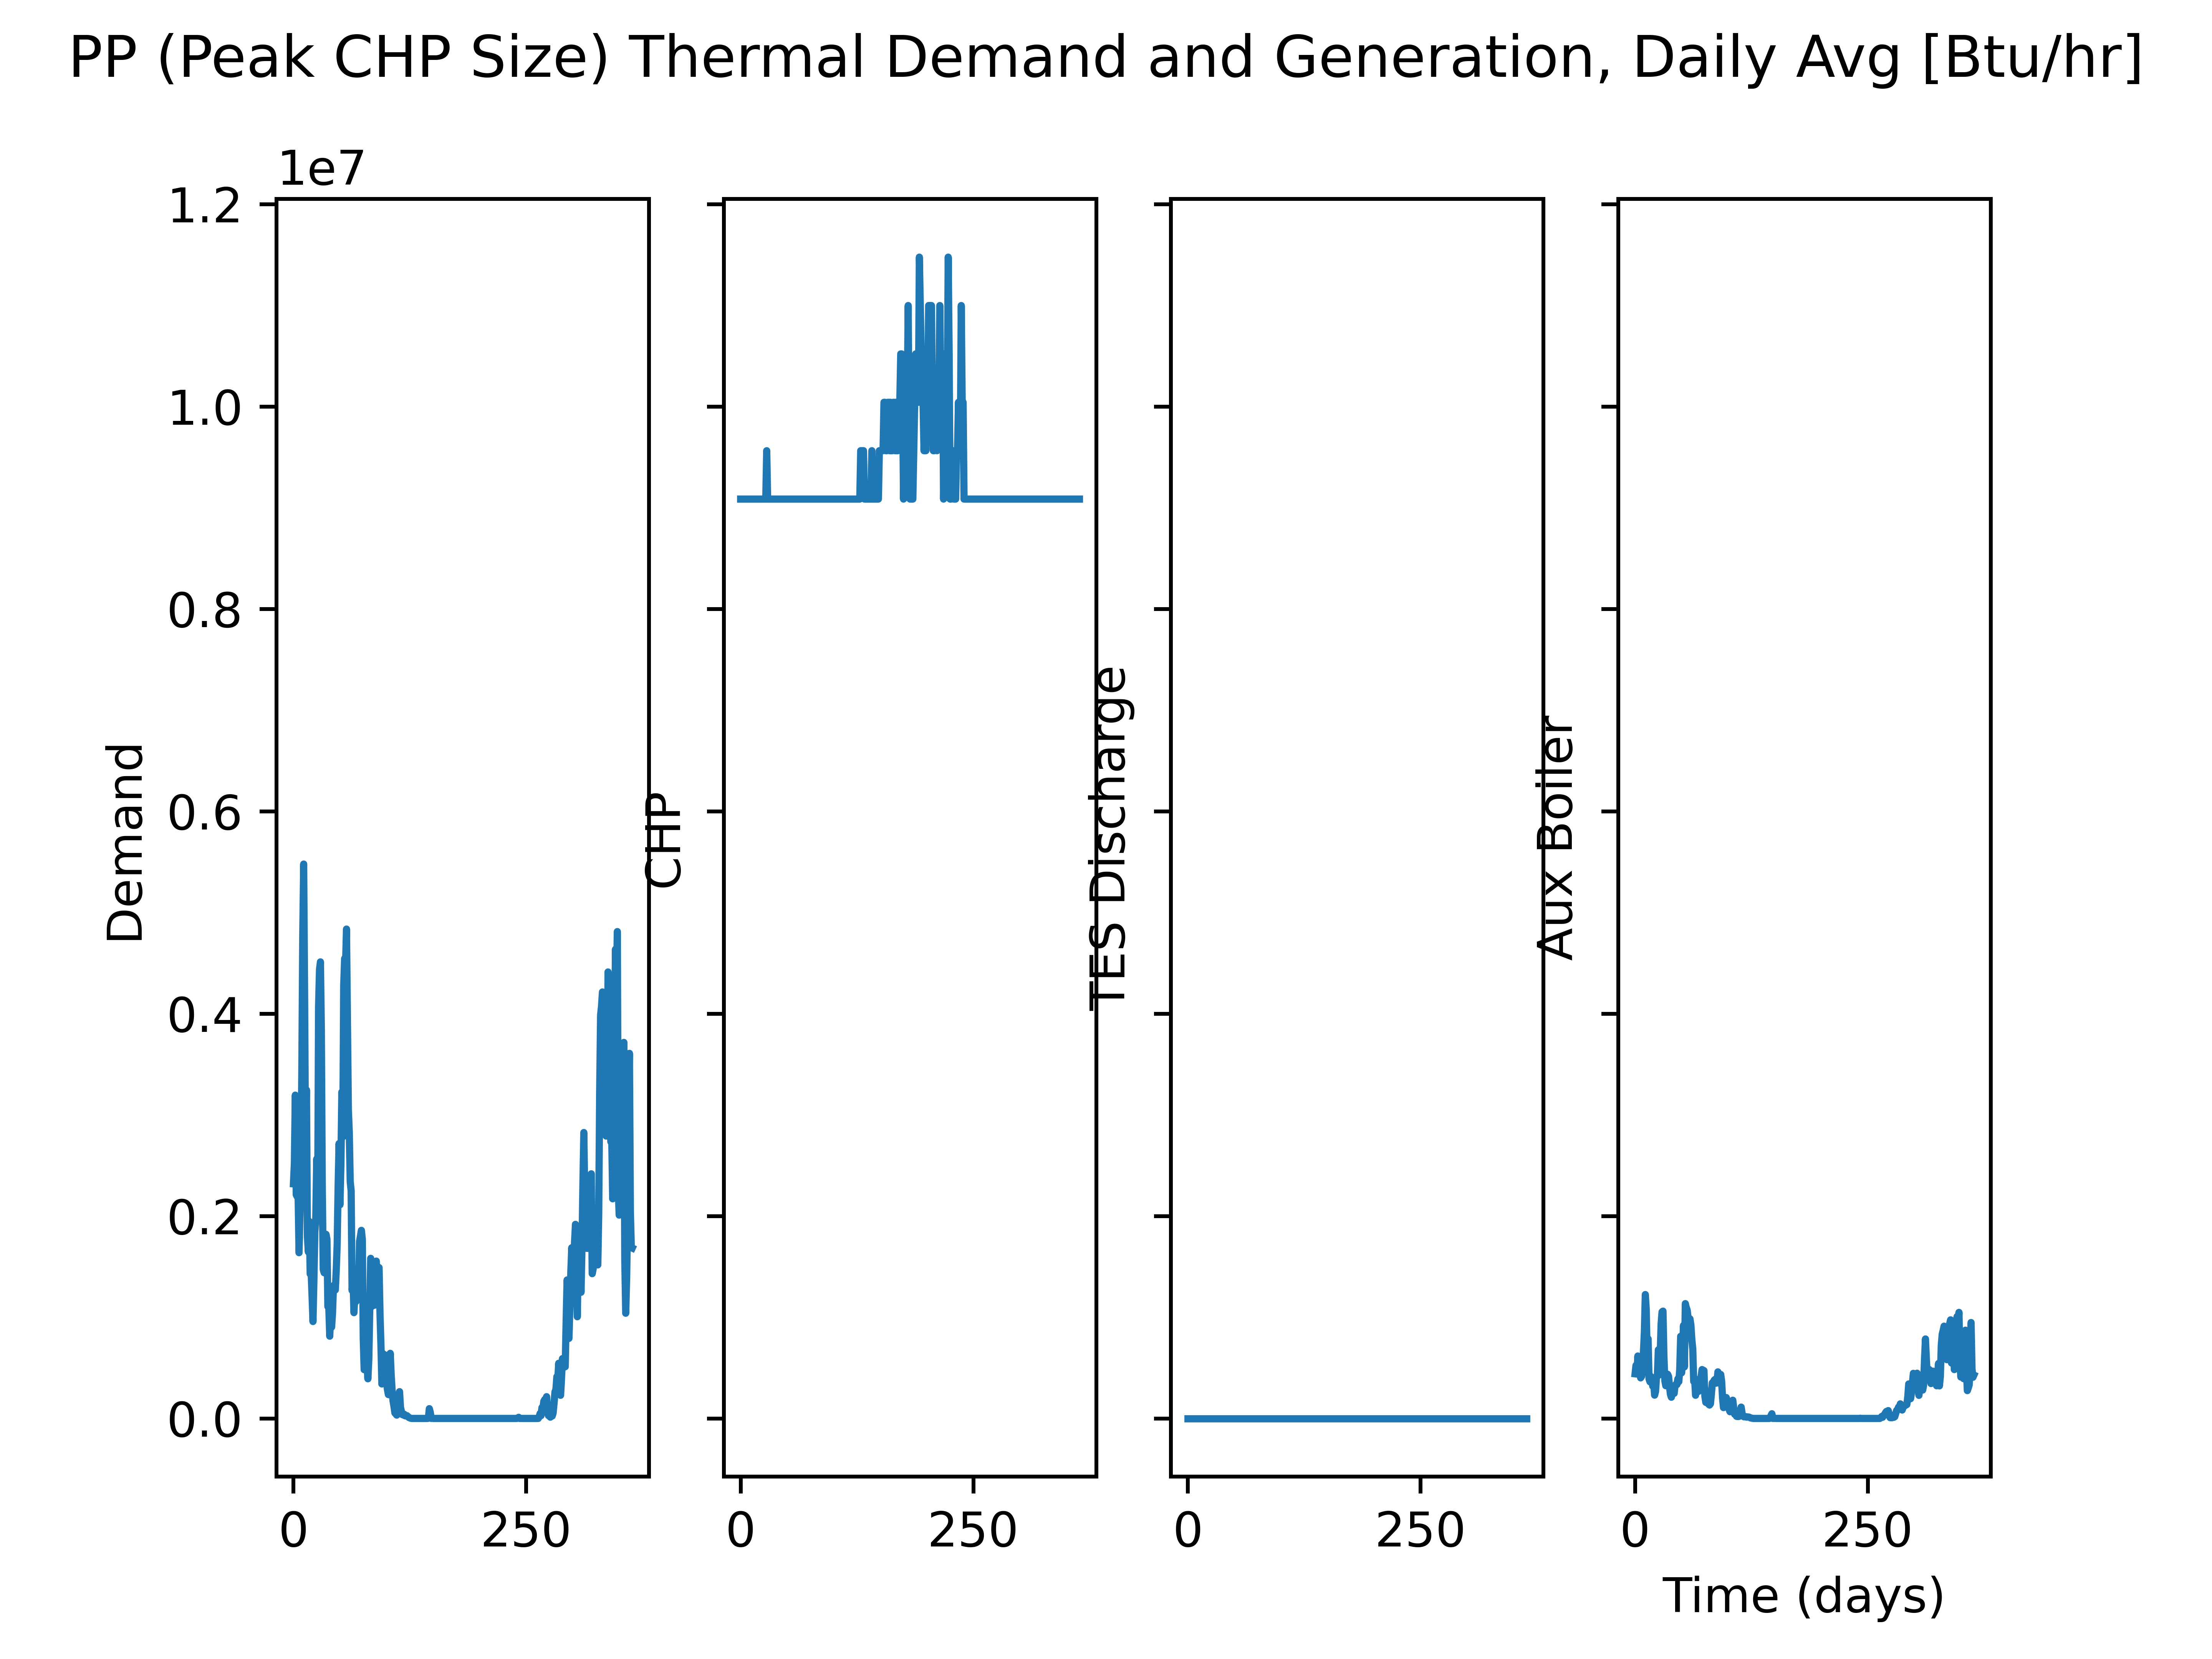 PP (Peak CHP Size) Thermal Demand and Generation, Daily Avg [Btu/hr]
1e7
1.2
1.0
0.8
0.6
0.4
0.2
0.0
Demand
CHP
TES Discharge
Aux Boiler
0 250 0 250 0 250 0 250
Time (days)